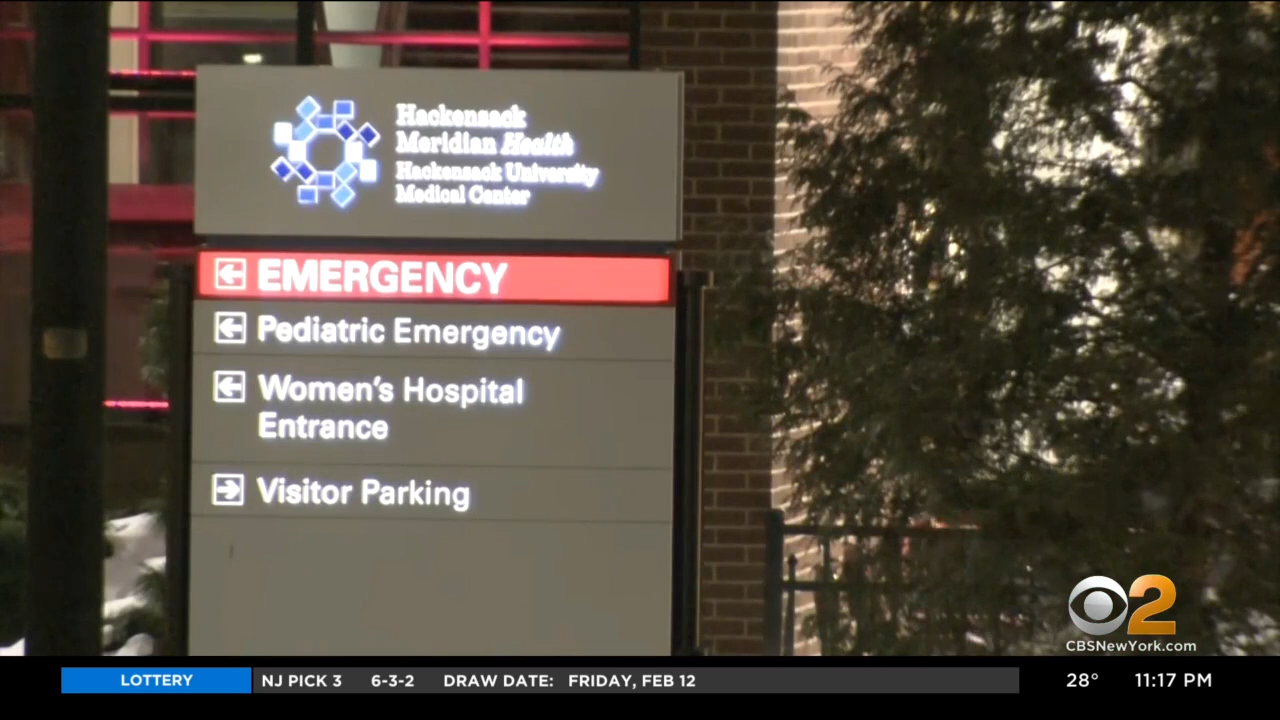 Hackensack
Meridian Health
Hackensack University
Medical Center
EMERGENCY
Pediatric Emergency
Women's Hospital
Entrance
Visitor Parking
2
CBSNewYork.com
LOTTERY NJ PICK 3 6-3-2 DRAW DATE: FRIDAY, FEB 12 28° 11:17 PM